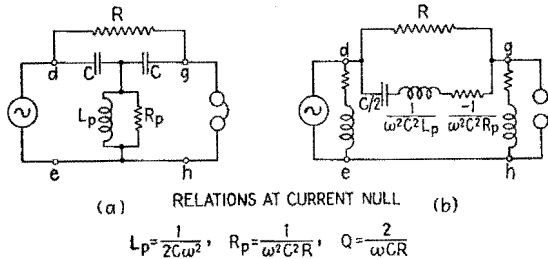 R
d C C g
Lp Rp
e h
(a)
R
d g
C/2 1/ω²C²Lp -1/ω²C²Rp
e h
(b)
RELATIONS AT CURRENT NULL
Lp=1/2Cω², Rp=1/ω²C²R, Q=2/ωCR